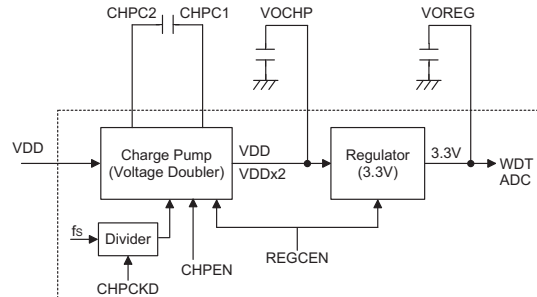 CHPC2 CHPC1 VOCHP VOREG
VDD
Charge Pump
(Voltage Doubler)
VDD
VDDx2
Regulator
(3.3V)
3.3V
WDT
ADC
fS
Divider
CHPEN
REGCEN
CHPCKD